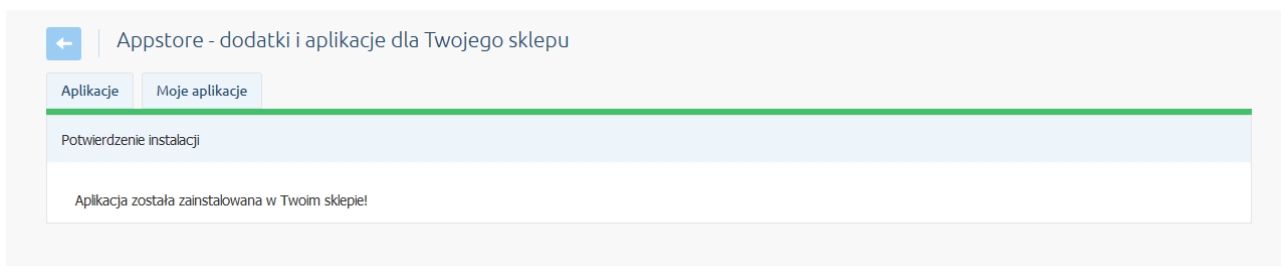 Appstore - dodatki i aplikacje dla Twojego sklepu
Aplikacje Moje aplikacje
Potwierdzenie instalacji
Aplikacja została zainstalowana w Twoim sklepie!